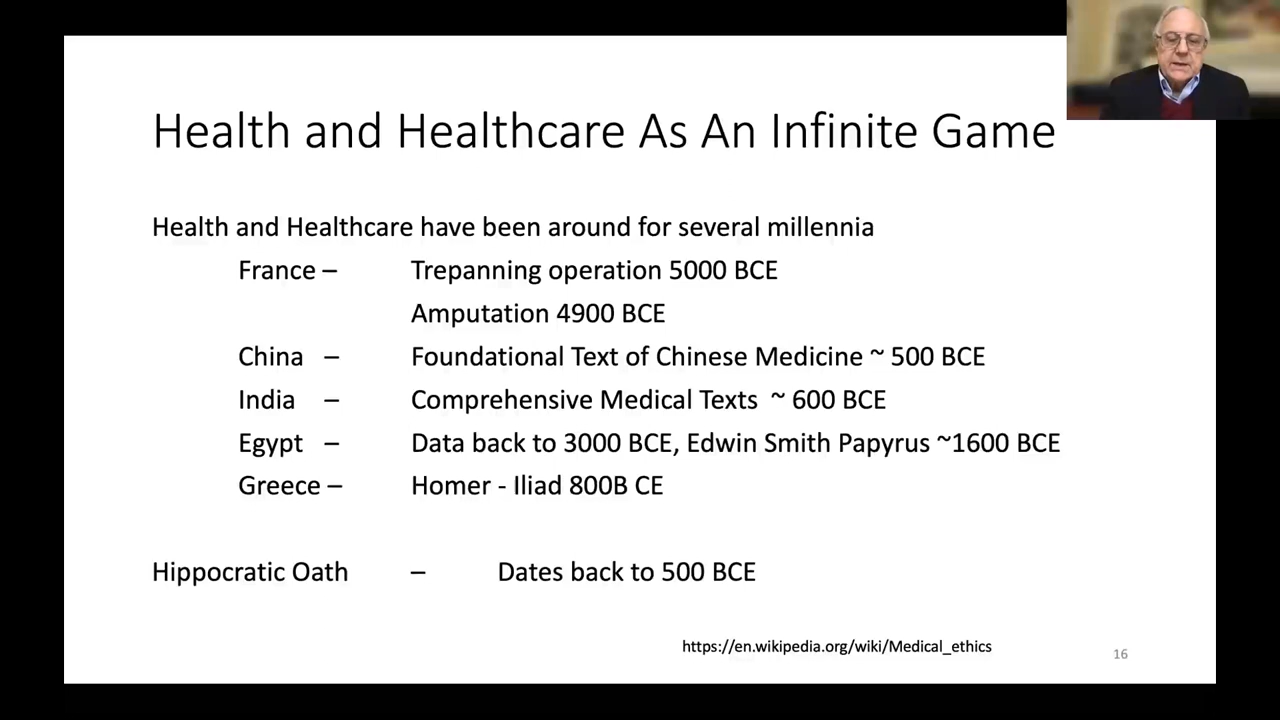 Health and Healthcare As An Infinite Game
Health and Healthcare have been around for several millennia
France – Trepanning operation 5000 BCE
Amputation 4900 BCE
China – Foundational Text of Chinese Medicine ~ 500 BCE
India – Comprehensive Medical Texts ~ 600 BCE
Egypt – Data back to 3000 BCE, Edwin Smith Papyrus ~1600 BCE
Greece – Homer - Iliad 800B CE
Hippocratic Oath – Dates back to 500 BCE
https://en.wikipedia.org/wiki/Medical_ethics
16